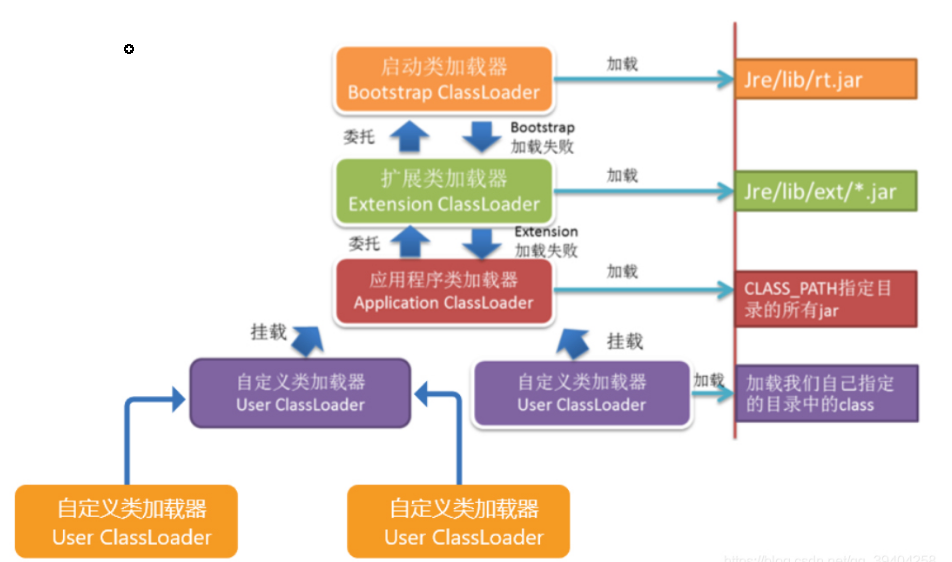 启动类加载器
Bootstrap ClassLoader
加载
Jre/lib/rt.jar
委托
Bootstrap
加载失败
扩展类加载器
Extension ClassLoader
加载
Jre/lib/ext/*.jar
委托
Extension
加载失败
应用程序类加载器
Application ClassLoader
加载
CLASS_PATH指定目
录的所有jar
挂载
挂载
自定义类加载器
User ClassLoader
自定义类加载器
User ClassLoader
加载
加载我们自己指定
的目录中的class
自定义类加载器
User ClassLoader
自定义类加载器
User ClassLoader